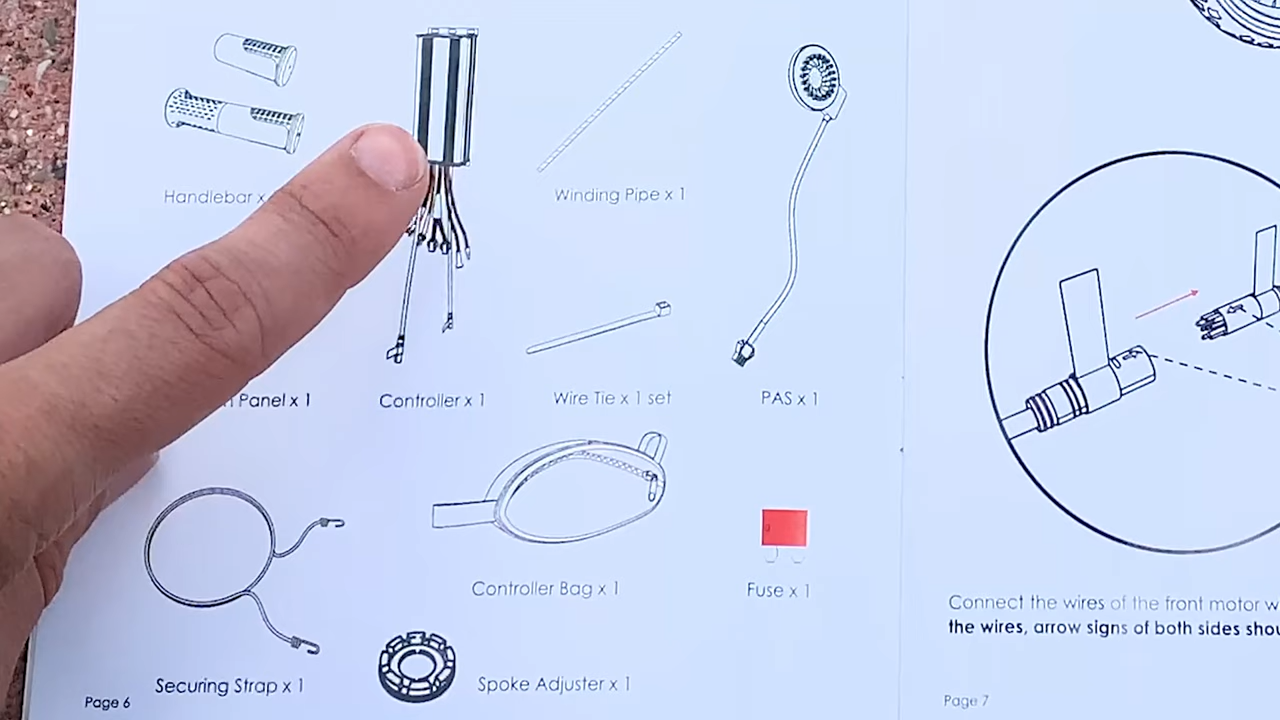 Handlebar x
Winding Pipe x 1
Panel x 1
Controller x 1
Wire Tie x 1 set
PAS x 1
Controller Bag x 1
Fuse x 1
Securing Strap x 1
Spoke Adjuster x 1
Page 6
Connect the wires of the front motor
the wires, arrow signs of both sides
Page 7